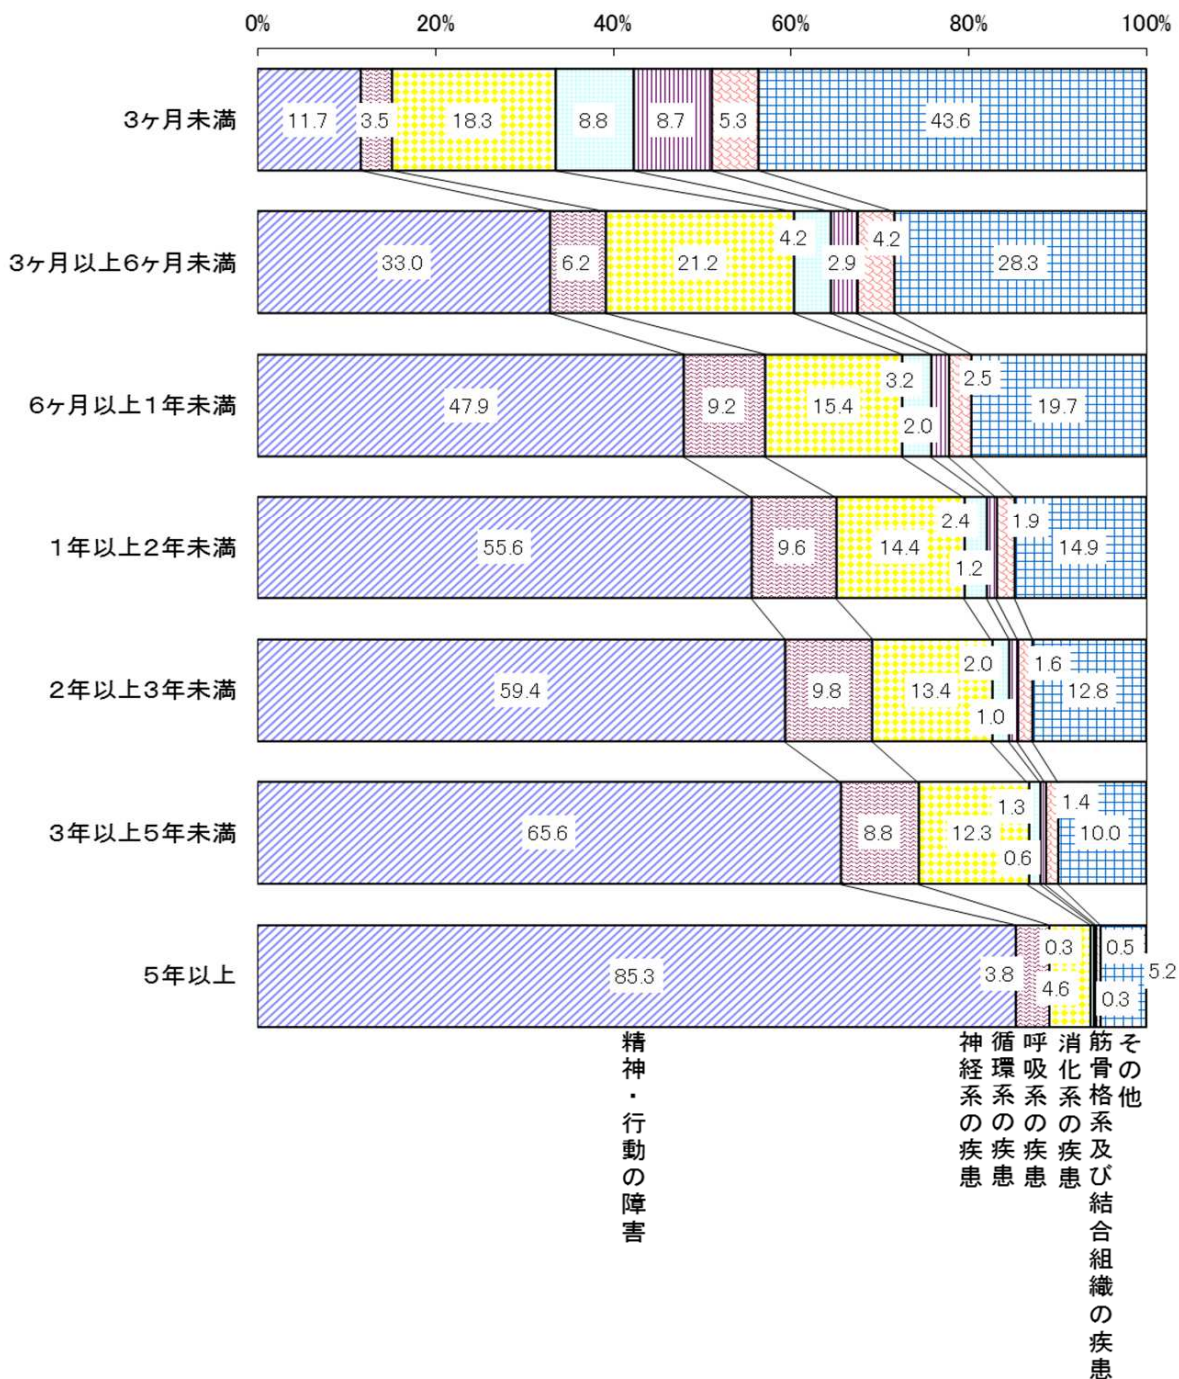 0% 20% 40% 60% 80% 100%
3ヶ月未満 11.7 3.5 18.3 8.8 8.7 5.3 43.6
3ヶ月以上6ヶ月未満 33.0 6.2 21.2 4.2 2.9 4.2 28.3
6ヶ月以上1年未満 47.9 9.2 15.4 3.2 2.0 2.5 19.7
1年以上2年未満 55.6 9.6 14.4 2.4 1.2 1.9 14.9
2年以上3年未満 59.4 9.8 13.4 2.0 1.0 1.6 12.8
3年以上5年未満 65.6 8.8 12.3 1.3 0.6 1.4 10.0
5年以上 85.3 3.8 4.6 0.3 0.3 0.5 5.2
精神・行動の障害
神経系の疾患
循環系の疾患
呼吸系の疾患
消化系の疾患
筋骨格系及び結合組織の疾患
その他